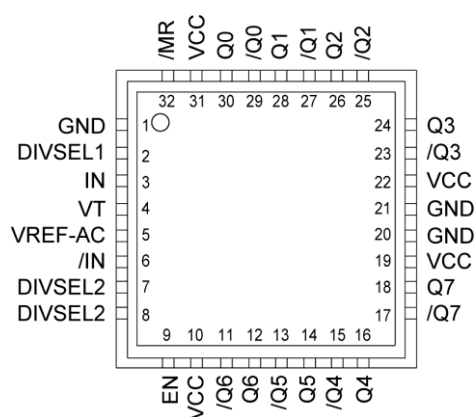 /MR VCC Q0 /Q0 Q1 /Q1 Q2 /Q2
32 31 30 29 28 27 26 25
GND 1 24 Q3
DIVSEL1 2 23 /Q3
IN 3 22 VCC
VT 4 21 GND
VREF-AC 5 20 GND
/IN 6 19 VCC
DIVSEL2 7 18 Q7
DIVSEL2 8 17 /Q7
9 10 11 12 13 14 15 16
EN VCC /Q6 Q6 /Q5 Q5 /Q4 Q4